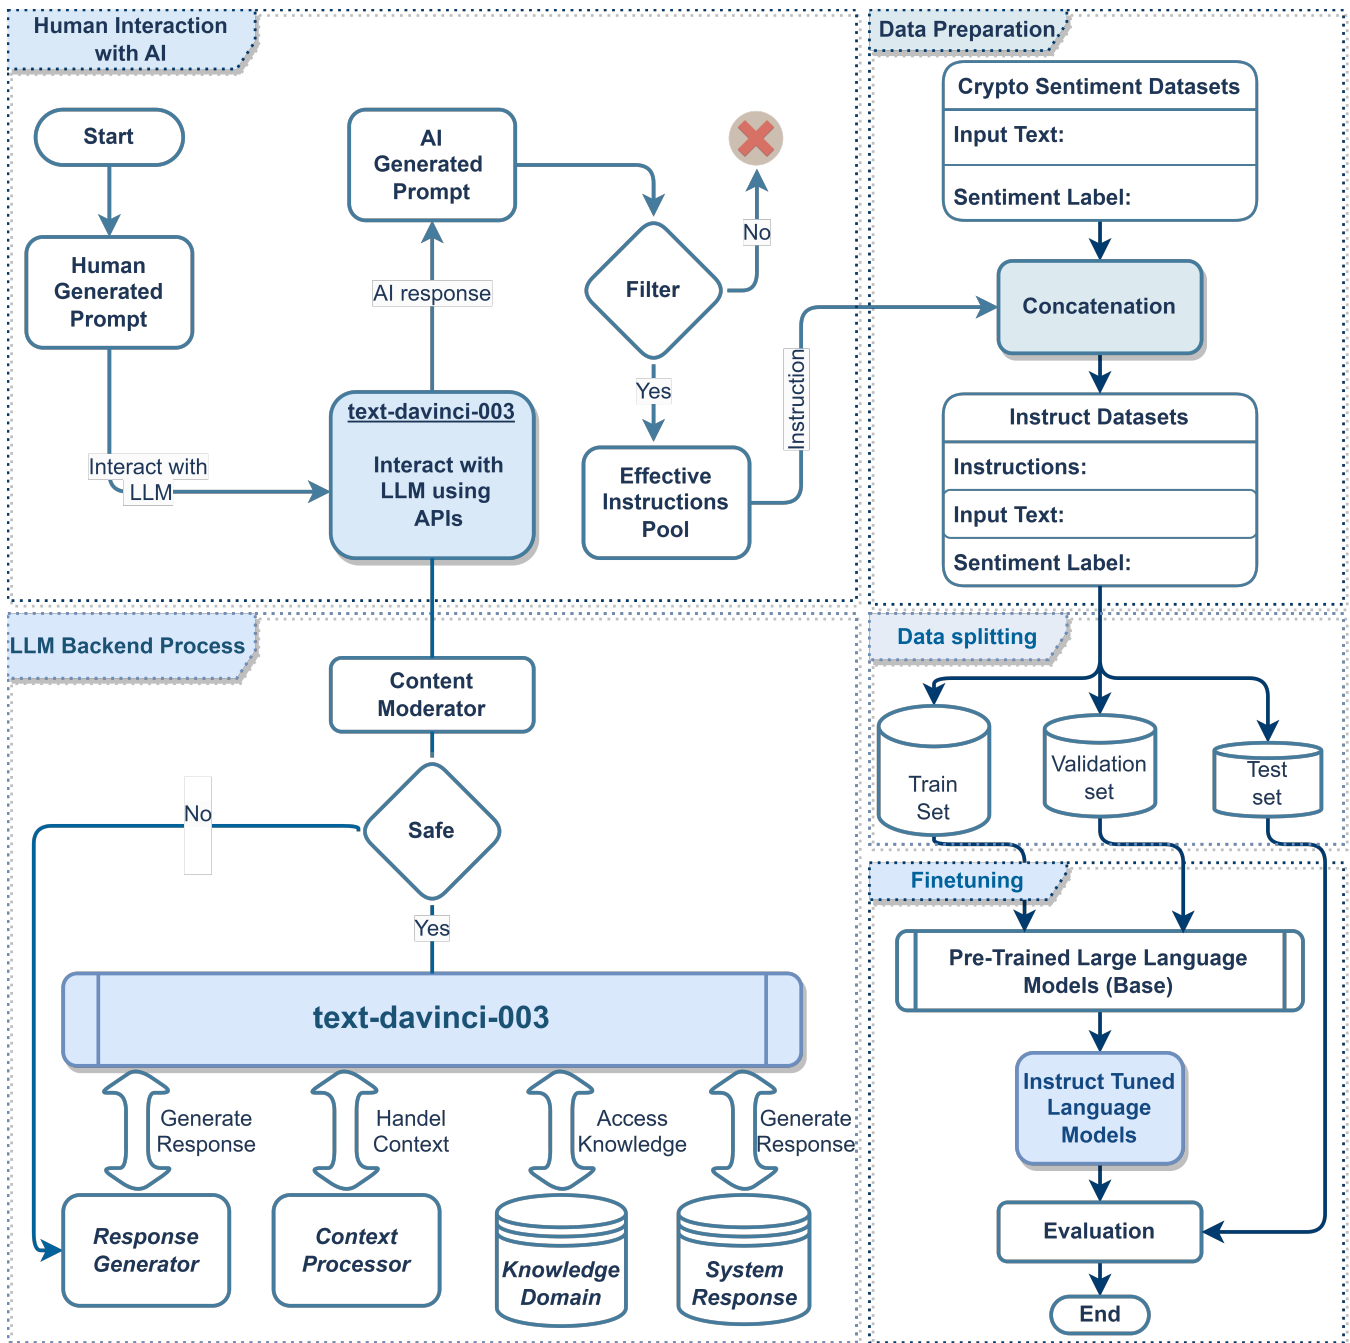 Human Interaction
with AI
Start
Human
Generated
Prompt
Interact with
LLM
AI
Generated
Prompt
AI response
text-davinci-003
Interact with
LLM using
APIs
Filter
No
Yes
Effective
Instructions
Pool
Instruction
Data Preparation
Crypto Sentiment Datasets
Input Text:
Sentiment Label:
Concatenation
Instruct Datasets
Instructions:
Input Text:
Sentiment Label:
LLM Backend Process
Content
Moderator
Safe
No
Yes
text-davinci-003
Generate
Response
Handel
Context
Access
Knowledge
Generate
Response
Response
Generator
Context
Processor
Knowledge
Domain
System
Response
Data splitting
Train
Set
Validation
set
Test
set
Finetuning
Pre-Trained Large Language
Models (Base)
Instruct Tuned
Language
Models
Evaluation
End